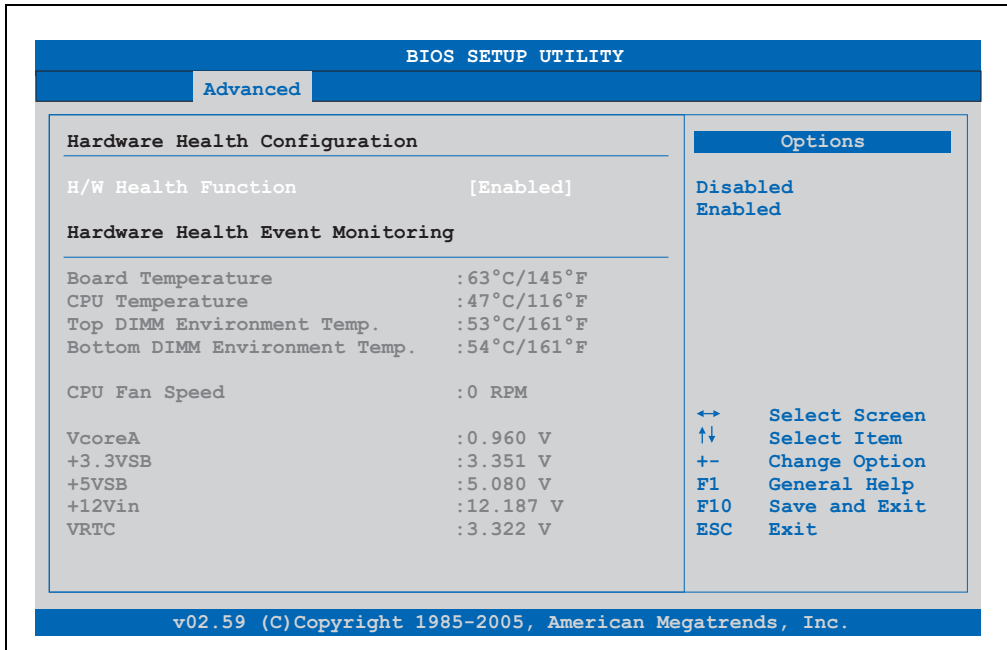 BIOS SETUP UTILITY
Advanced
Hardware Health Configuration
H/W Health Function [Enabled]
Hardware Health Event Monitoring
Board Temperature :63°C/145°F
CPU Temperature :47°C/116°F
Top DIMM Environment Temp. :53°C/161°F
Bottom DIMM Environment Temp. :54°C/161°F
CPU Fan Speed :0 RPM
VcoreA :0.960 V
+3.3VSB :3.351 V
+5VSB :5.080 V
+12Vin :12.187 V
VRTC :3.322 V
Options
Disabled
Enabled
↔ Select Screen
↑↓ Select Item
+- Change Option
F1 General Help
F10 Save and Exit
ESC Exit
v02.59 (C)Copyright 1985-2005, American Megatrends, Inc.